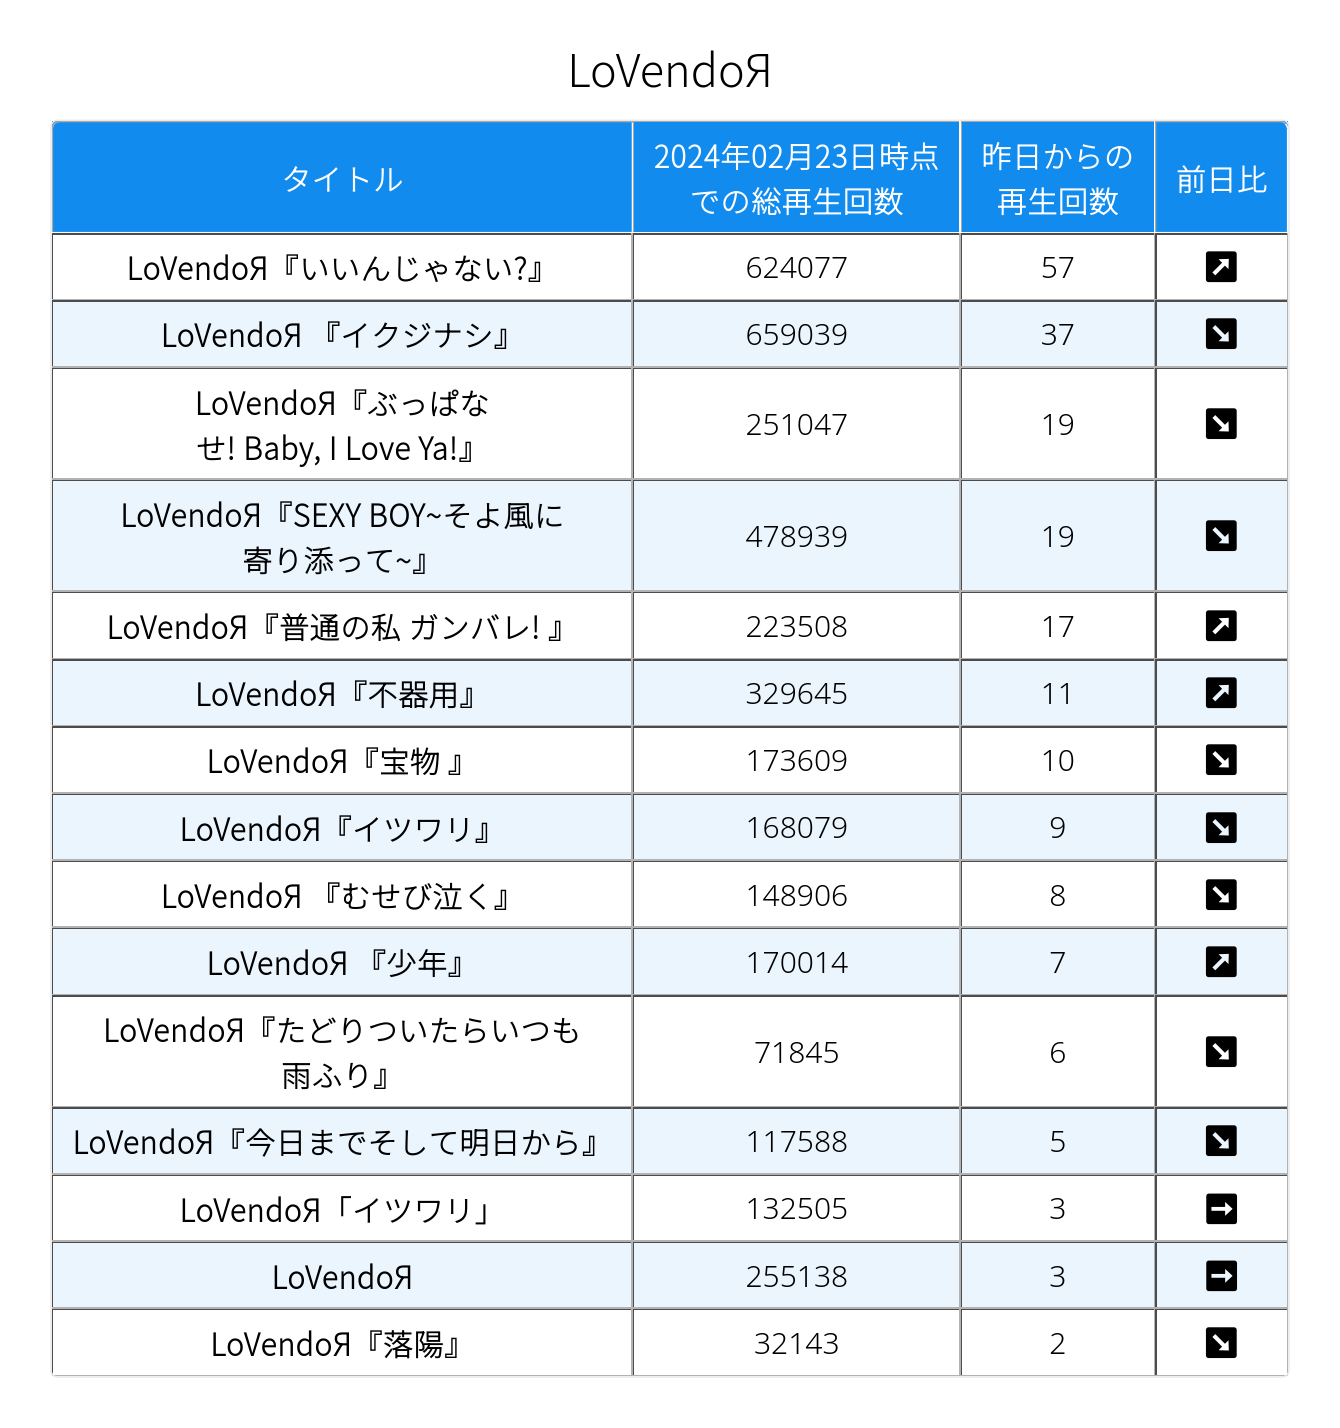 LoVendoЯ
タイトル
2024年02月23日時点
での総再生回数
昨日からの
再生回数
前日比
LoVendoЯ『いいんじゃない?』
624077
57
LoVendoЯ 『イクジナシ』
659039
37
LoVendoЯ『ぶっぱな
せ! Baby, I Love Ya!』
251047
19
LoVendoЯ『SEXY BOY~そよ風に
寄り添って~』
478939
19
LoVendoЯ『普通の私 ガンバレ! 』
223508
17
LoVendoЯ『不器用』
329645
11
LoVendoЯ『宝物 』
173609
10
LoVendoЯ『イツワリ』
168079
9
LoVendoЯ 『むせび泣く』
148906
8
LoVendoЯ 『少年』
170014
7
LoVendoЯ『たどりついたらいつも
雨ふり』
71845
6
LoVendoЯ『今日までそして明日から』
117588
5
LoVendoЯ「イツワリ」
132505
3
LoVendoЯ
255138
3
LoVendoЯ『落陽』
32143
2